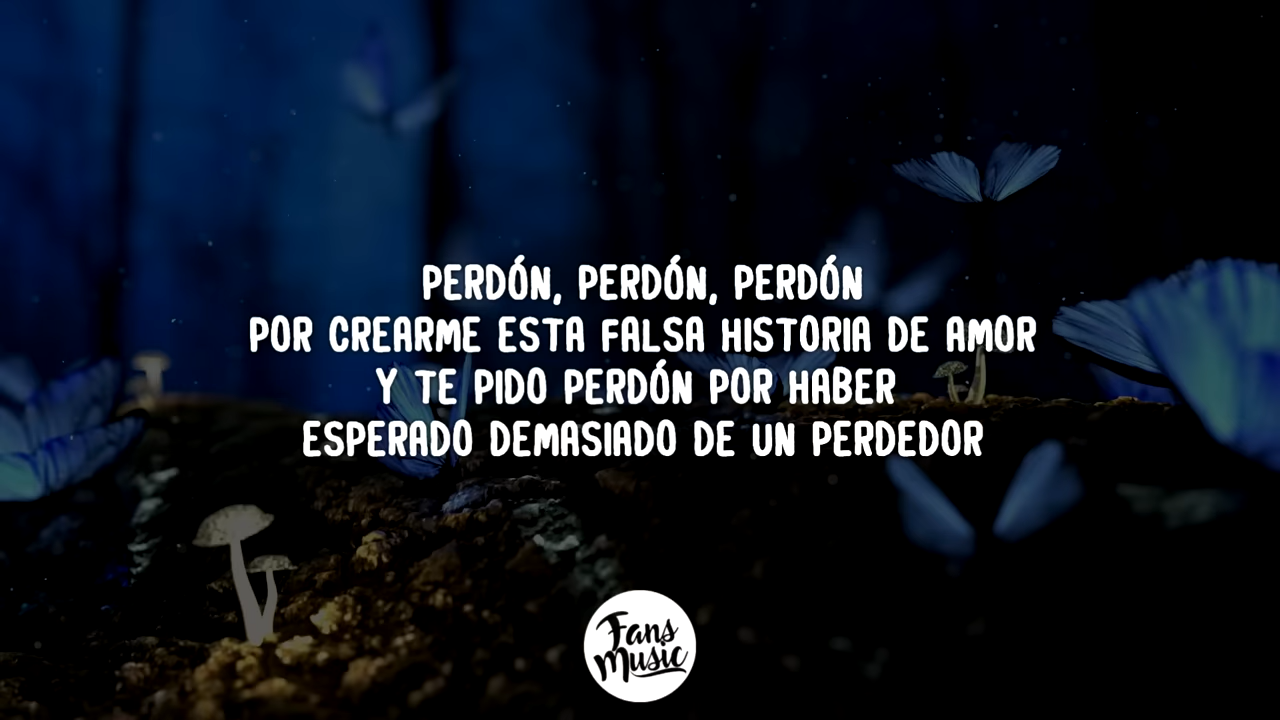 PERDÓN, PERDÓN, PERDÓN
POR CREARME ESTA FALSA HISTORIA DE AMOR
Y TE PIDO PERDÓN POR HABER
ESPERADO DEMASIADO DE UN PERDEDOR
Fans
Music